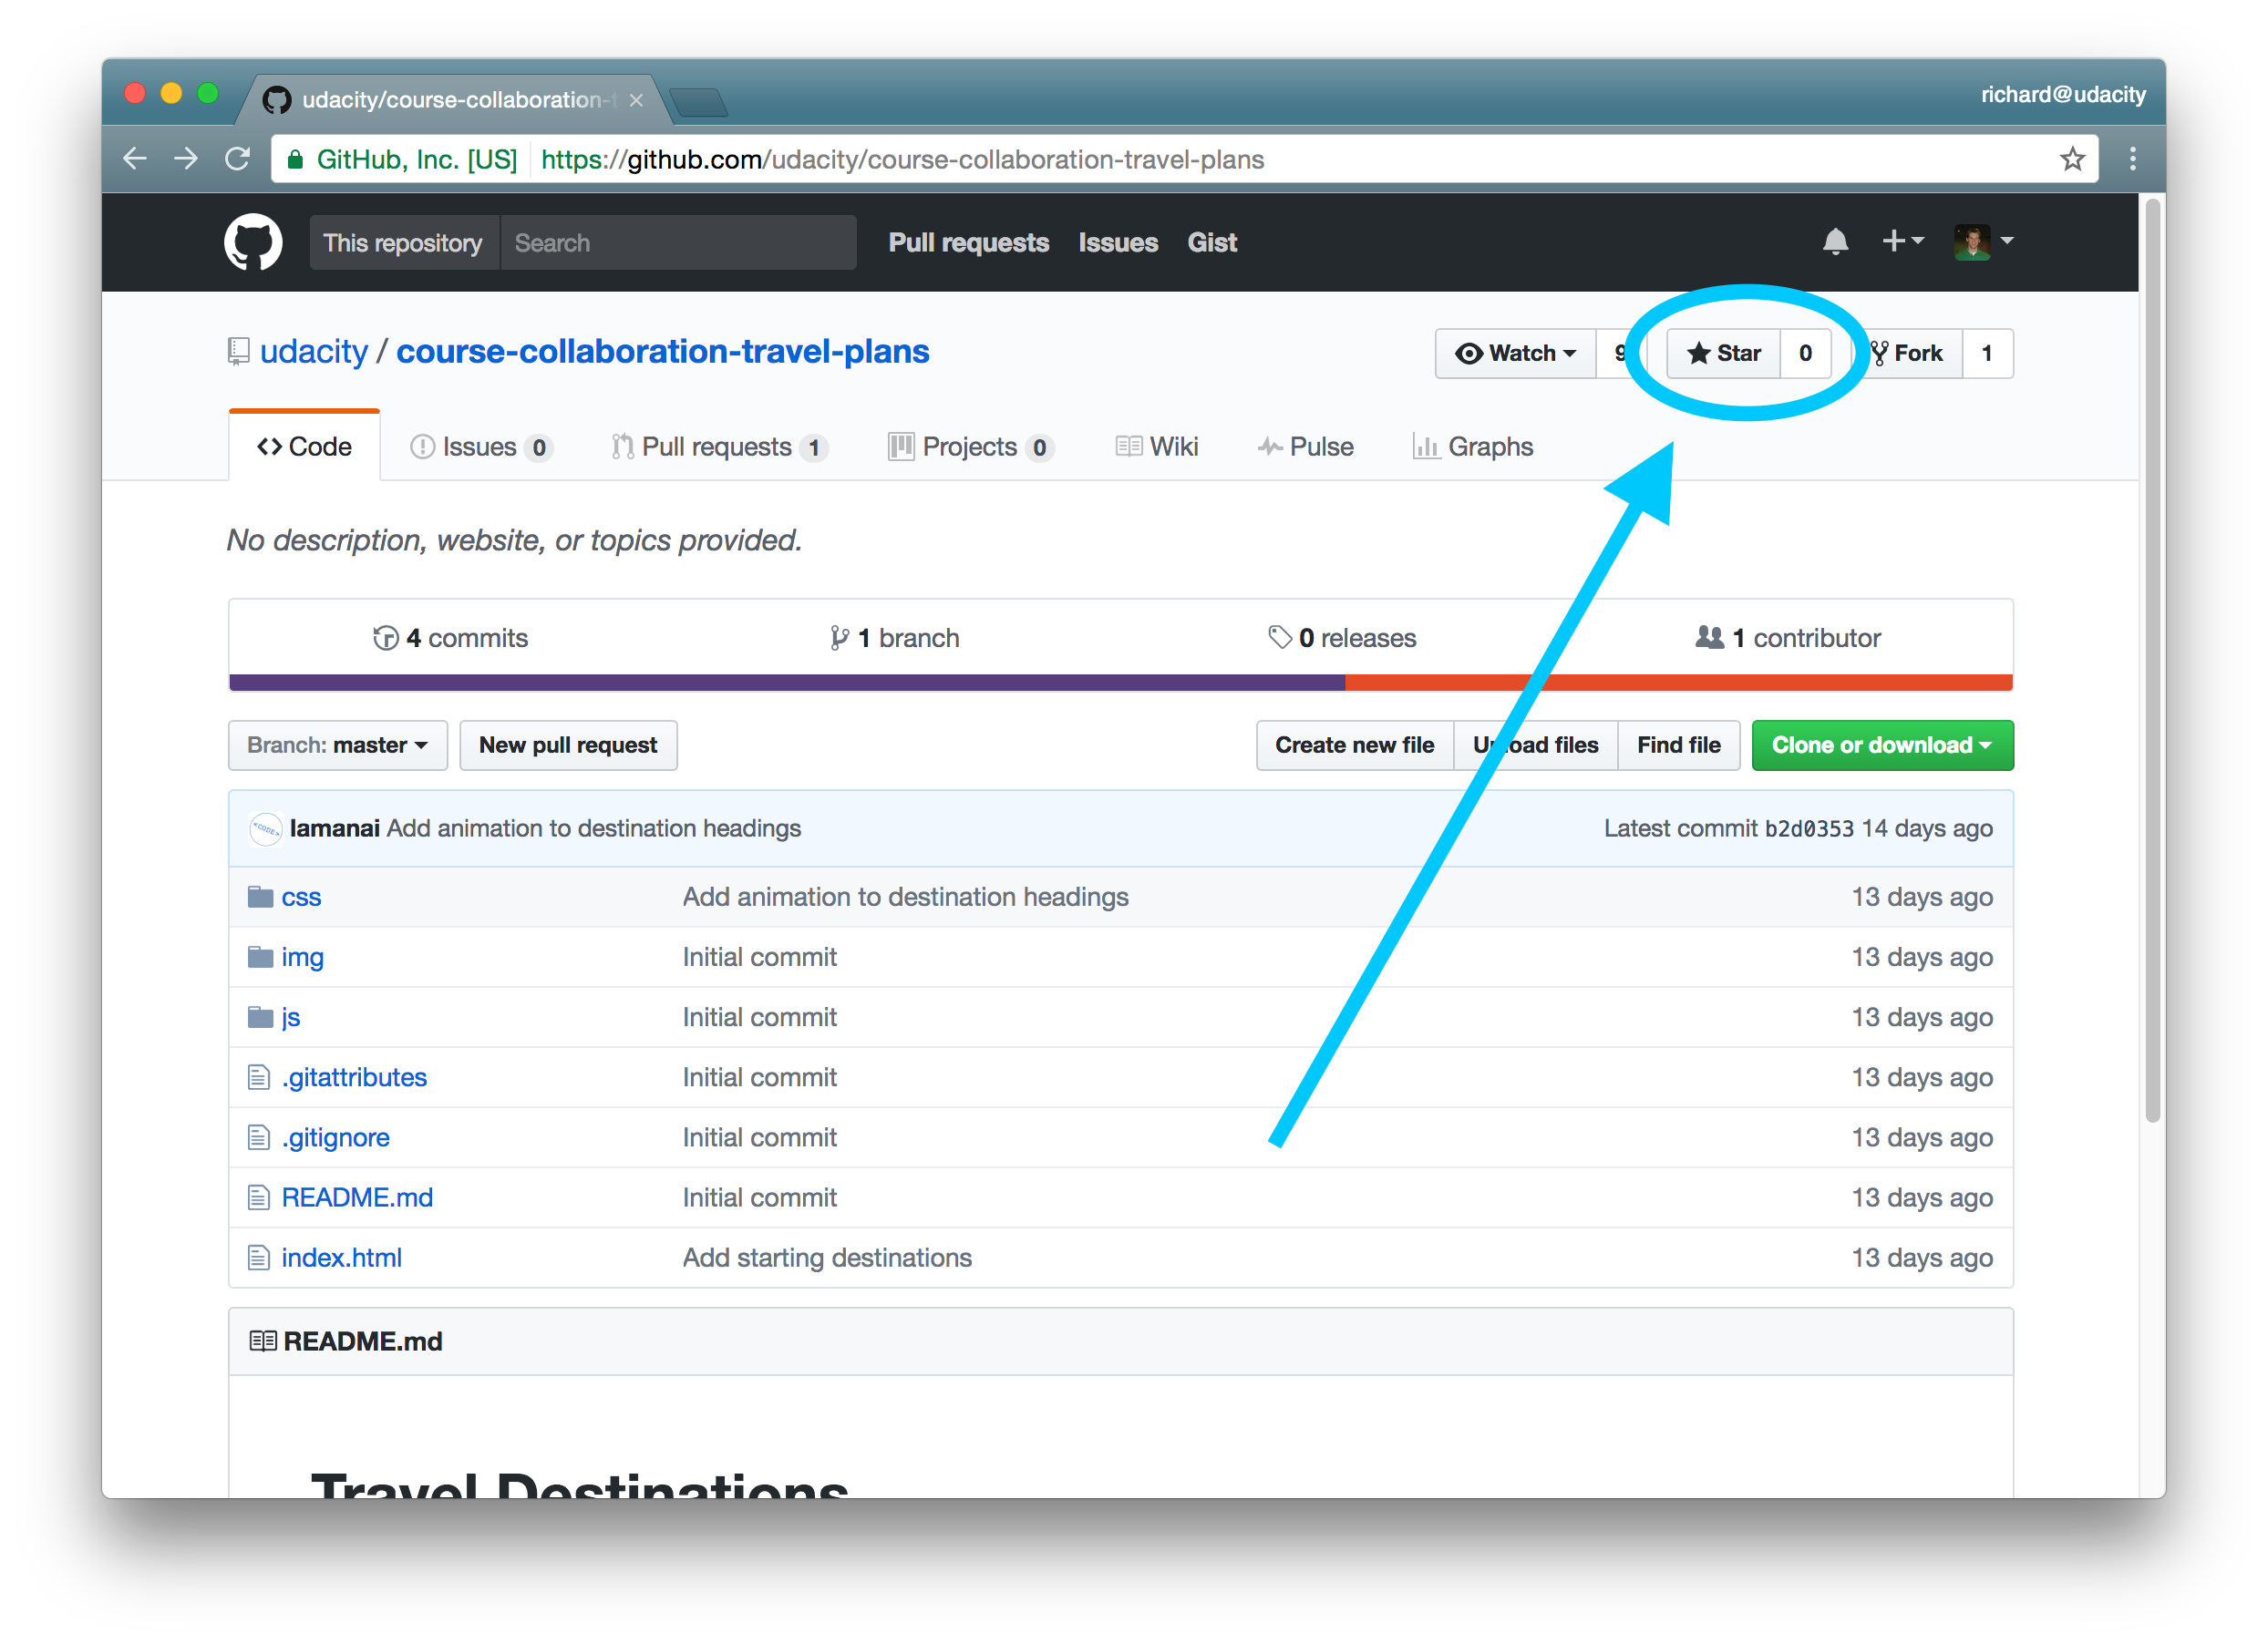 udacity/course-collaboration-t
richard@udacity
GitHub, Inc. [US] https://github.com/udacity/course-collaboration-travel-plans
This repository Search Pull requests Issues Gist
udacity / course-collaboration-travel-plans Watch 9 Star 0 Fork 1
Code Issues 0 Pull requests 1 Projects 0 Wiki Pulse Graphs
No description, website, or topics provided.
4 commits 1 branch 0 releases 1 contributor
Branch: master New pull request Create new file Upload files Find file Clone or download
lamanai Add animation to destination headings Latest commit b2d0353 14 days ago
css Add animation to destination headings 13 days ago
img Initial commit 13 days ago
js Initial commit 13 days ago
.gitattributes Initial commit 13 days ago
.gitignore Initial commit 13 days ago
README.md Initial commit 13 days ago
index.html Add starting destinations 13 days ago
README.md
Travel Destinations